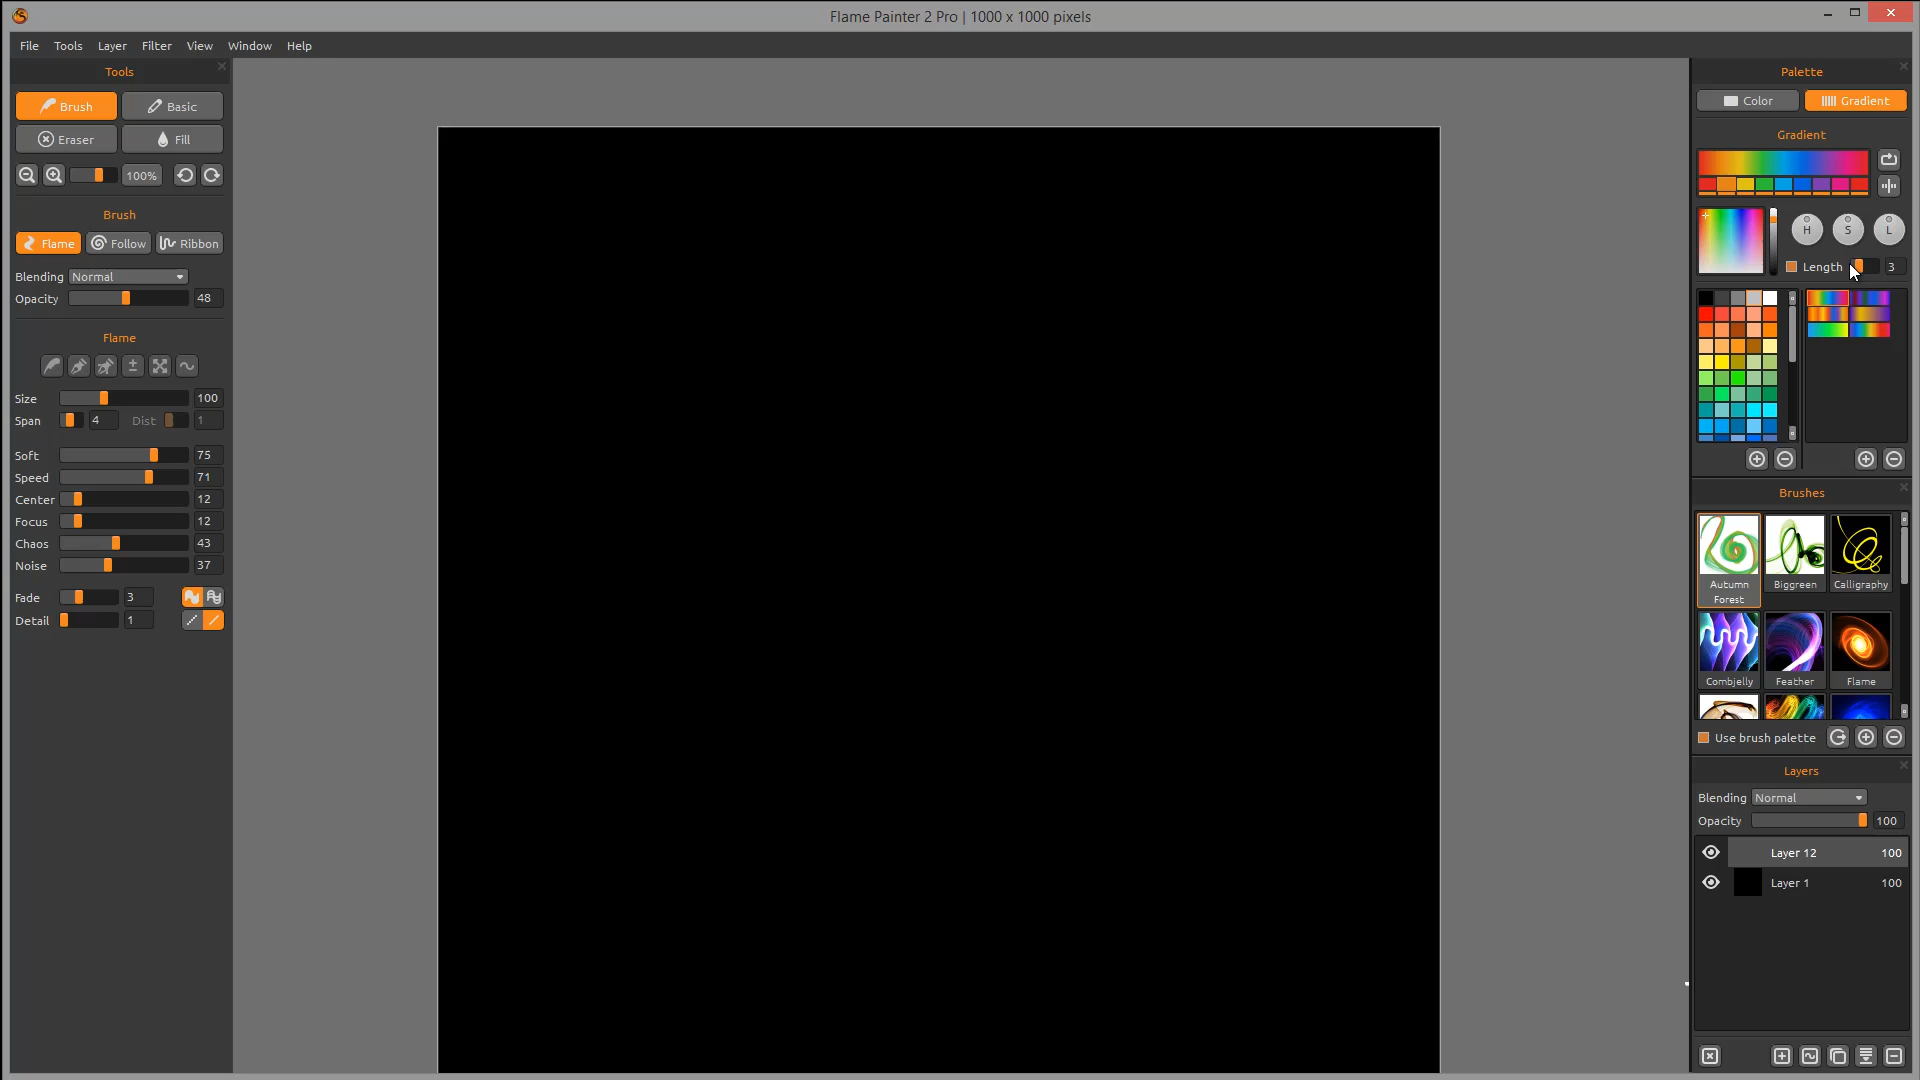 Flame Painter 2 Pro | 1000 x 1000 pixels
File Tools Layer Filter View Window Help
Tools
Brush Basic
Eraser Fill
100%
Brush
Flame Follow Ribbon
Blending Normal
Opacity 48
Flame
Size 100
Span 4 Dist 1
Soft 75
Speed 71
Center 12
Focus 12
Chaos 43
Noise 37
Fade 3
Detail 1
Palette
Color Gradient
Gradient
H S L
Length 3
Brushes
Autumn Forest
Biggreen
Calligraphy
Combjelly
Feather
Flame
Use brush palette
Layers
Blending Normal
Opacity 100
Layer 12 100
Layer 1 100